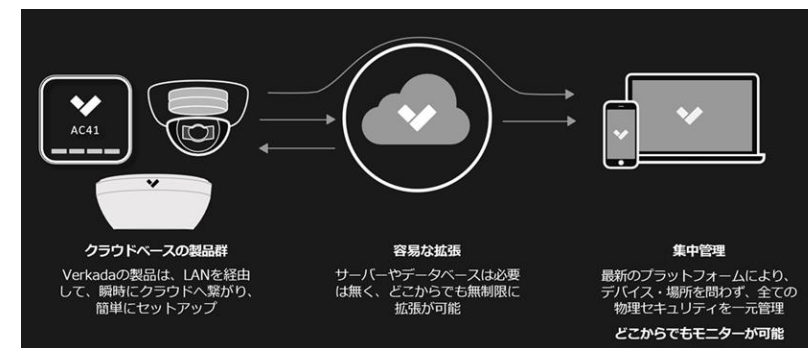 AC41
クラウドベースの製品群
Verkadaの製品は、LANを経由
して、瞬時にクラウドへ繋がり、
簡単にセットアップ
容易な拡張
サーバーやデータベースは必要
は無く、どこからでも無制限に
拡張が可能
集中管理
最新のプラットフォームにより、
デバイス・場所を問わず、全ての
物理セキュリティを一元管理
どこからでもモニターが可能